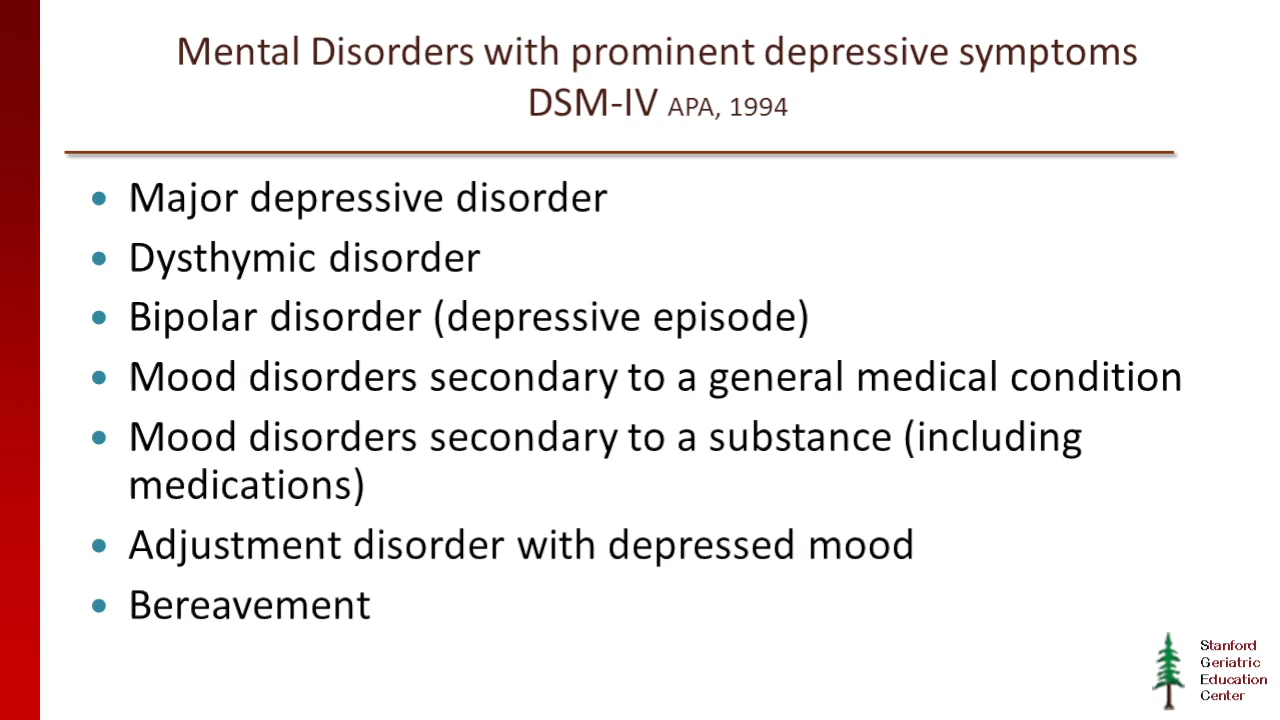 Mental Disorders with prominent depressive symptoms
DSM-IV APA, 1994
• Major depressive disorder
• Dysthymic disorder
• Bipolar disorder (depressive episode)
• Mood disorders secondary to a general medical condition
• Mood disorders secondary to a substance (including
medications)
• Adjustment disorder with depressed mood
• Bereavement
Stanford
Geriatric
Education
Center